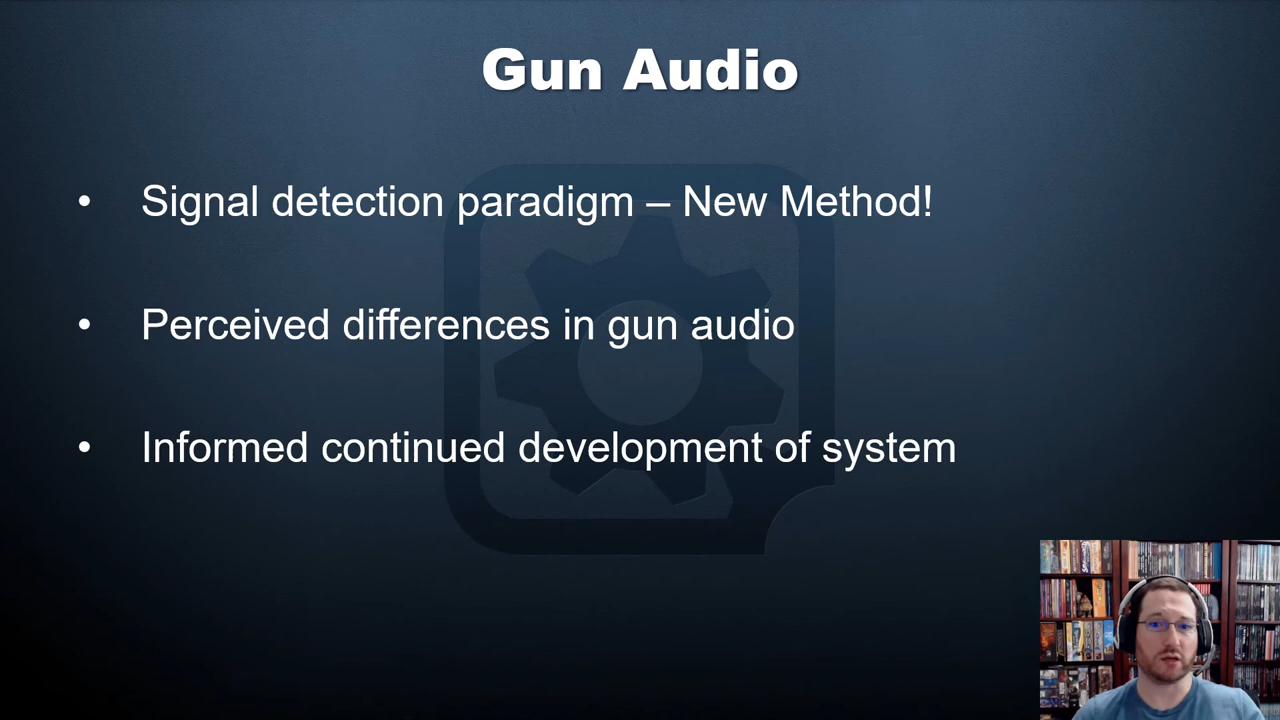 Gun Audio
• Signal detection paradigm – New Method!
• Perceived differences in gun audio
• Informed continued development of system